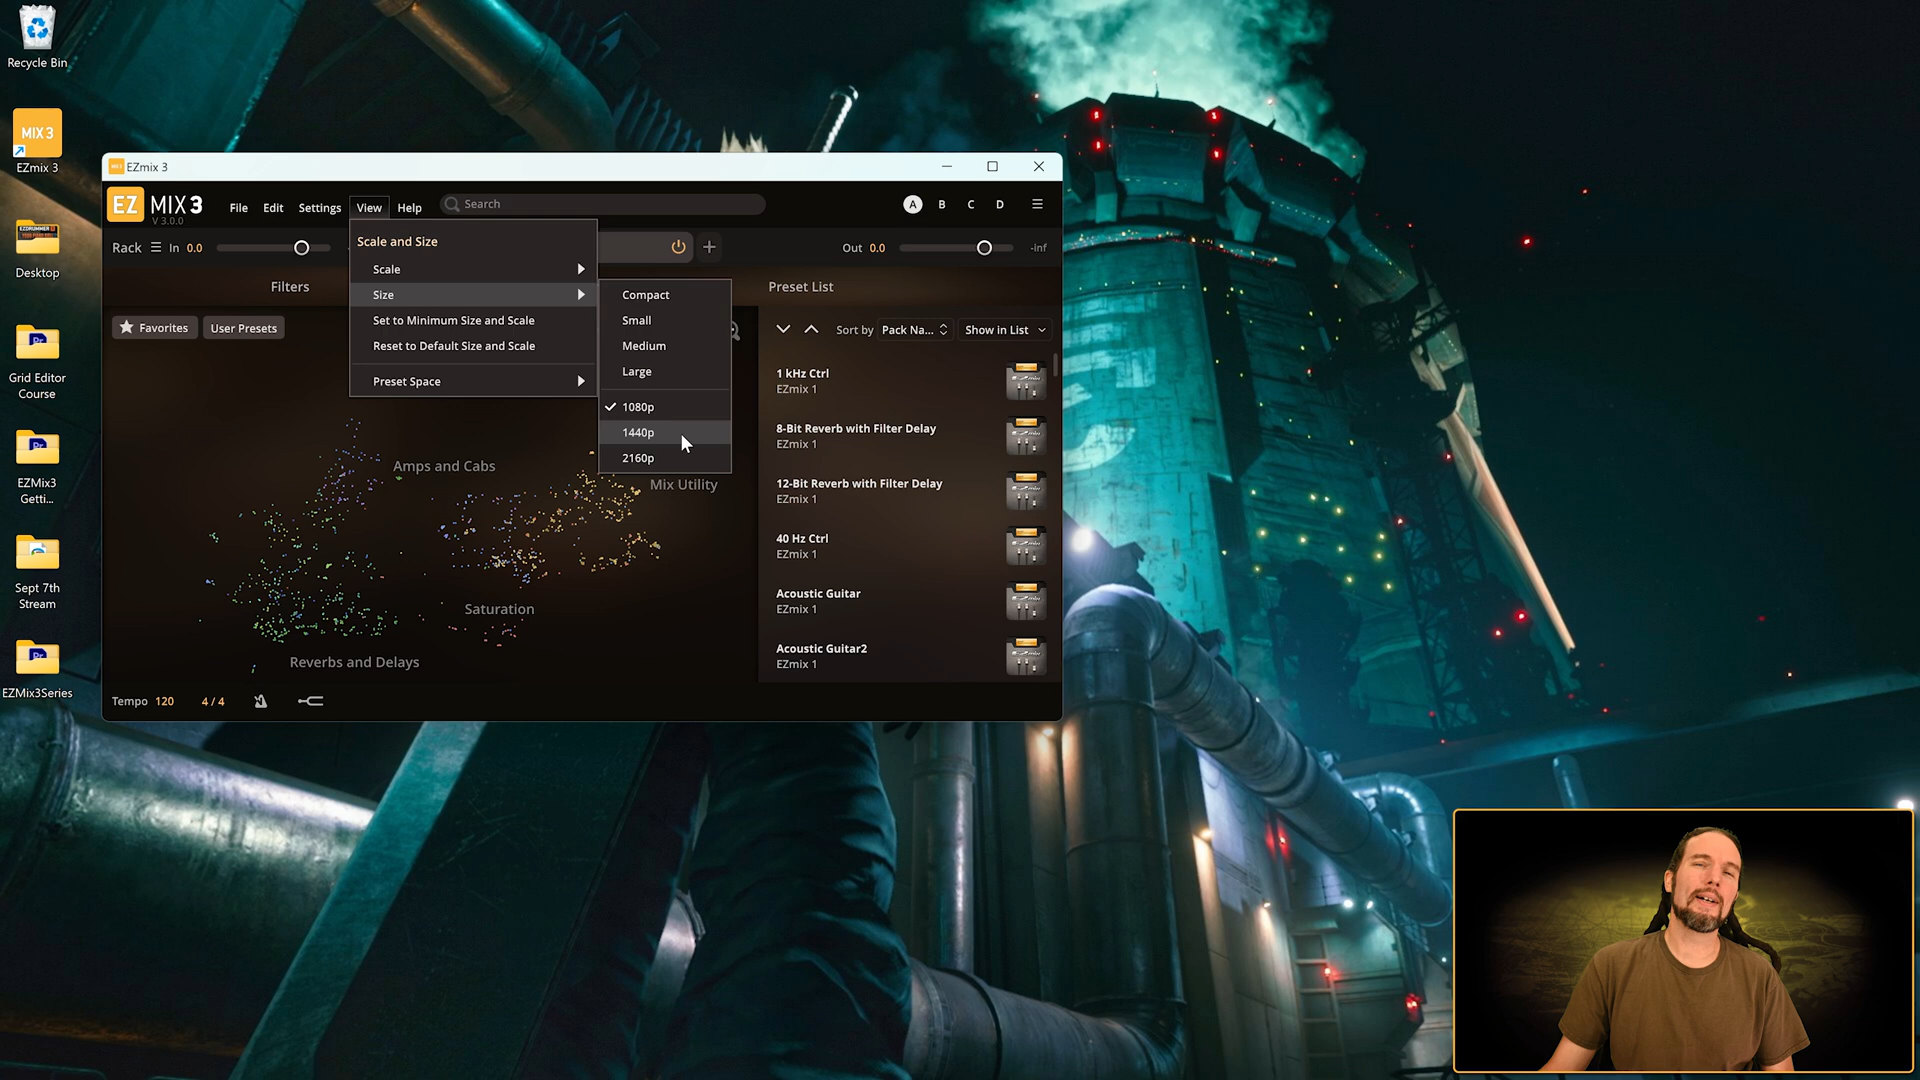 Recycle Bin
MIX 3
EZmix 3
Desktop
Grid Editor
Course
EZMix3
Getti...
Sept 7th
Stream
EZMix3Series
EZmix 3
EZ MIX 3
V 3.0.0
File Edit Settings View Help
Search
A B C D
Rack In 0.0
Out 0.0 -Inf
Scale and Size
Scale
Size
Set to Minimum Size and Scale
Reset to Default Size and Scale
Preset Space
Compact
Small
Medium
Large
1080p
1440p
2160p
Filters
Favorites User Presets
Amps and Cabs
Mix Utility
Saturation
Reverbs and Delays
Preset List
Sort by Pack Na... Show in List
1 kHz Ctrl
EZmix 1
8-Bit Reverb with Filter Delay
EZmix 1
12-Bit Reverb with Filter Delay
EZmix 1
40 Hz Ctrl
EZmix 1
Acoustic Guitar
EZmix 1
Acoustic Guitar2
EZmix 1
Tempo 120 4 / 4